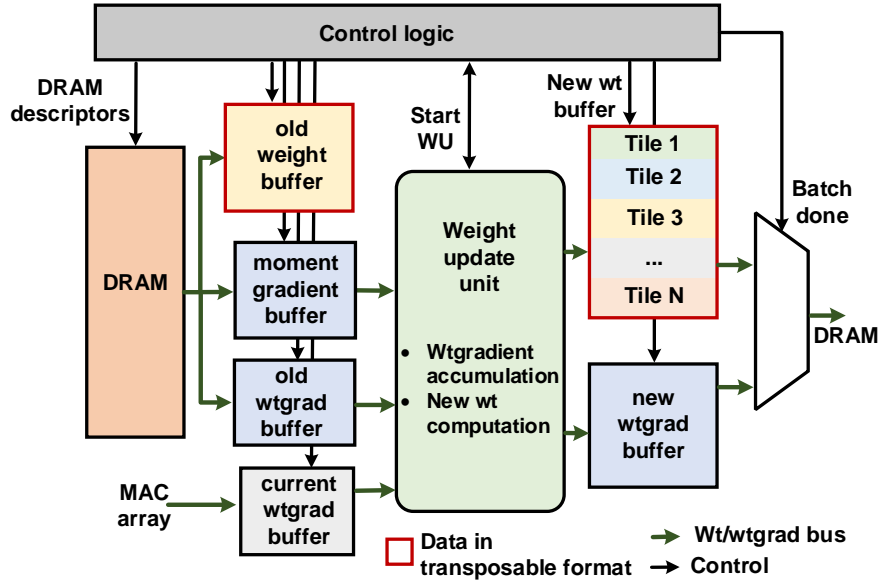 Control logic
DRAM
descriptors
old
weight
buffer
Start
WU
New wt
buffer
Tile 1
Tile 2
Tile 3
...
Tile N
Batch
done
DRAM
moment
gradient
buffer
Weight
update
unit
• Wtgradient
accumulation
• New wt
computation
DRAM
old
wtgrad
buffer
new
wtgrad
buffer
MAC
array
current
wtgrad
buffer
Data in
transposable format
Wt/wtgrad bus
Control